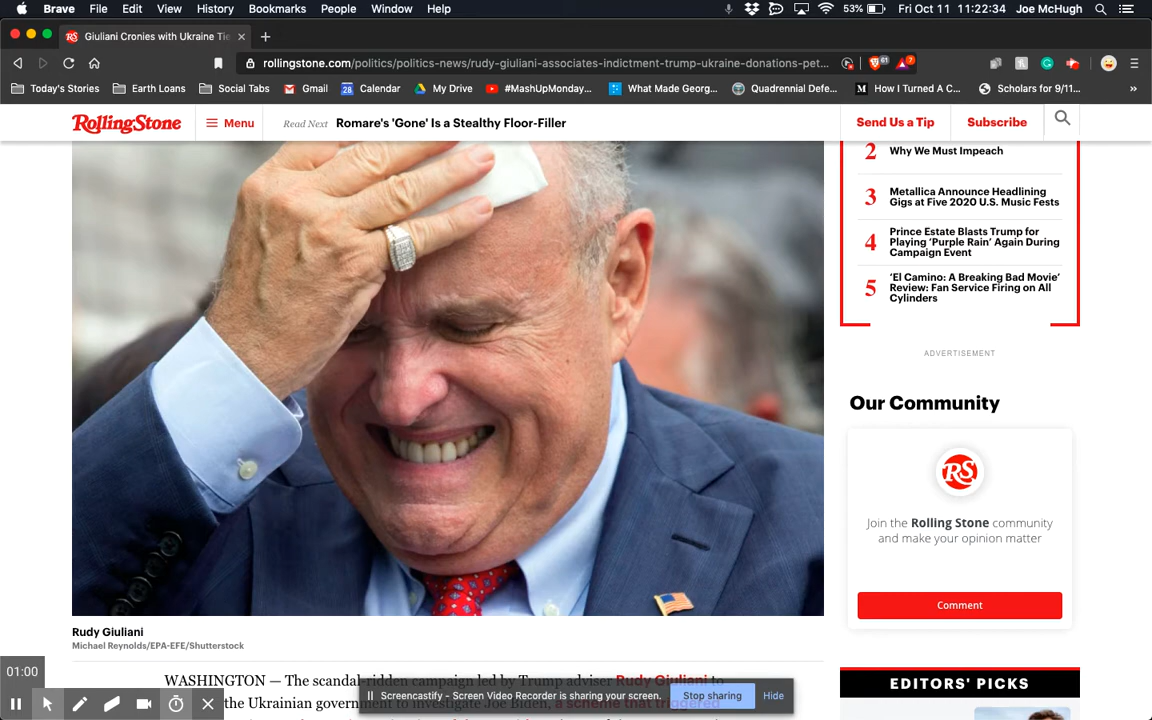 Brave File Edit View History Bookmarks People Window Help 53% Fri Oct 11 11:22:34 Joe McHugh
Giuliani Cronies with Ukraine Tie
rollingstone.com/politics/politics-news/rudy-giuliani-associates-indictment-trump-ukraine-donations-pet... 61 7
Today's Stories Earth Loans Social Tabs Gmail 28 Calendar My Drive #MashUpMonday... What Made Georg... Quadrennial Defe... How I Turned A C... Scholars for 9/11... »
RollingStone Menu Read Next Romare's 'Gone' Is a Stealthy Floor-Filler Send Us a Tip Subscribe
2 Why We Must Impeach
3 Metallica Announce Headlining
Gigs at Five 2020 U.S. Music Fests
4 Prince Estate Blasts Trump for
Playing ‘Purple Rain’ Again During
Campaign Event
5 ‘El Camino: A Breaking Bad Movie’
Review: Fan Service Firing on All
Cylinders
ADVERTISEMENT
Our Community
RS
Join the Rolling Stone community
and make your opinion matter
Comment
Rudy Giuliani
Michael Reynolds/EPA-EFE/Shutterstock
WASHINGTON — The scandal-ridden campaign led by Trump adviser Rudy Giuliani to
the Ukrainian government to investigate Joe Biden, a scheme that triggered
01:00
Screencastify - Screen Video Recorder is sharing your screen. Stop sharing Hide
EDITORS' PICKS